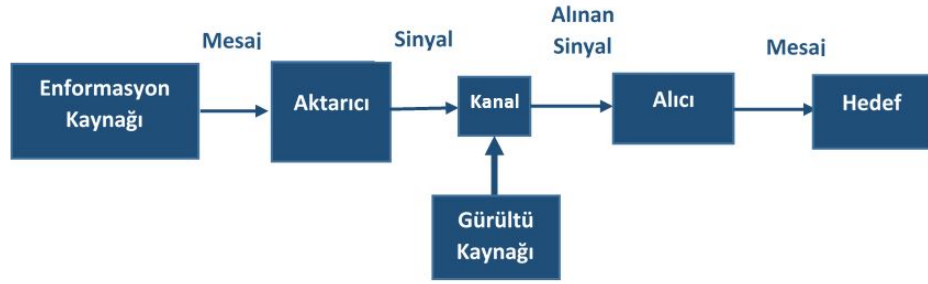 Mesaj
Sinyal
Alınan
Sinyal
Mesaj
Enformasyon
Kaynağı
Aktarıcı
Kanal
Alıcı
Hedef
Gürültü
Kaynağı